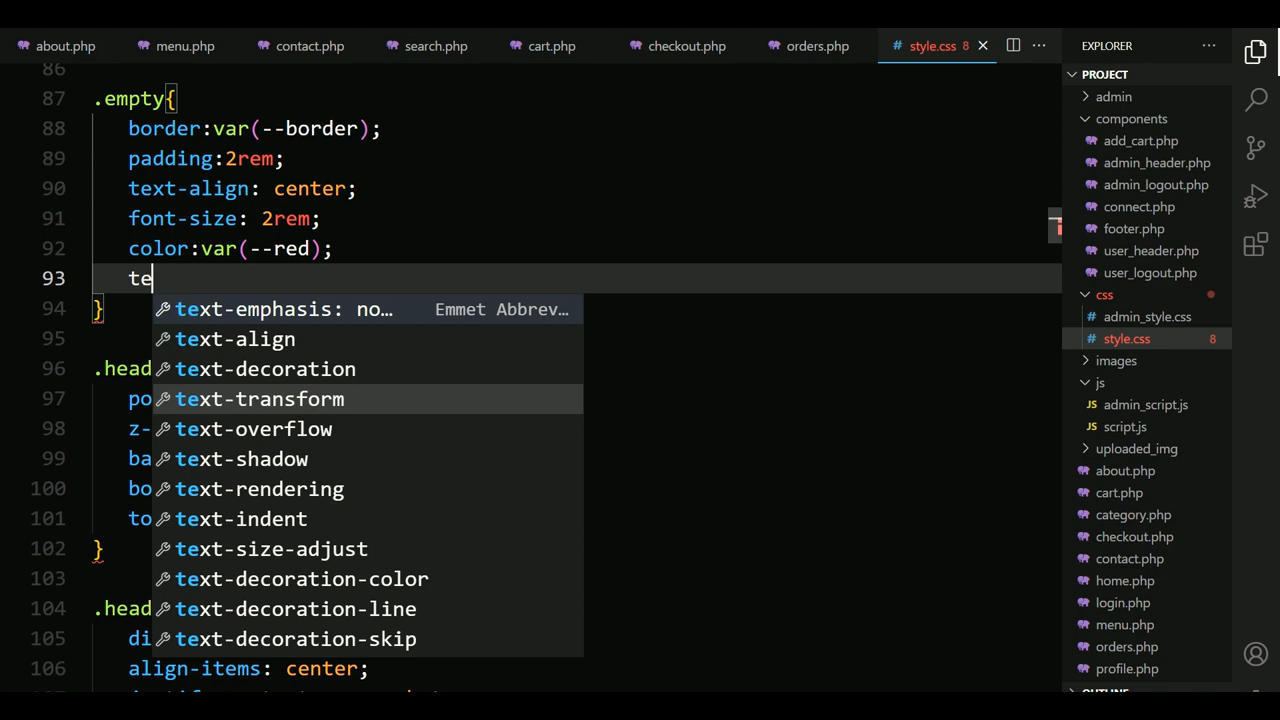 about.php menu.php contact.php search.php cart.php checkout.php orders.php # style.css 8 ···
EXPLORER ···
86
87 .empty{
88 border:var(--border);
89 padding:2rem;
90 text-align: center;
91 font-size: 2rem;
92 color:var(--red);
93 te
94 }
95
96 .head
97 po
98 z-
99 ba
100 bo
101 to
102 }
103
104 .head
105 di
106 align-items: center;
text-emphasis: no… Emmet Abbrev…
text-align
text-decoration
text-transform
text-overflow
text-shadow
text-rendering
text-indent
text-size-adjust
text-decoration-color
text-decoration-line
text-decoration-skip
PROJECT
admin
components
add_cart.php
admin_header.php
admin_logout.php
connect.php
footer.php
user_header.php
user_logout.php
css
# admin_style.css
# style.css 8
images
js
JS admin_script.js
JS script.js
uploaded_img
about.php
cart.php
category.php
checkout.php
contact.php
home.php
login.php
menu.php
orders.php
profile.php
OUTLINE